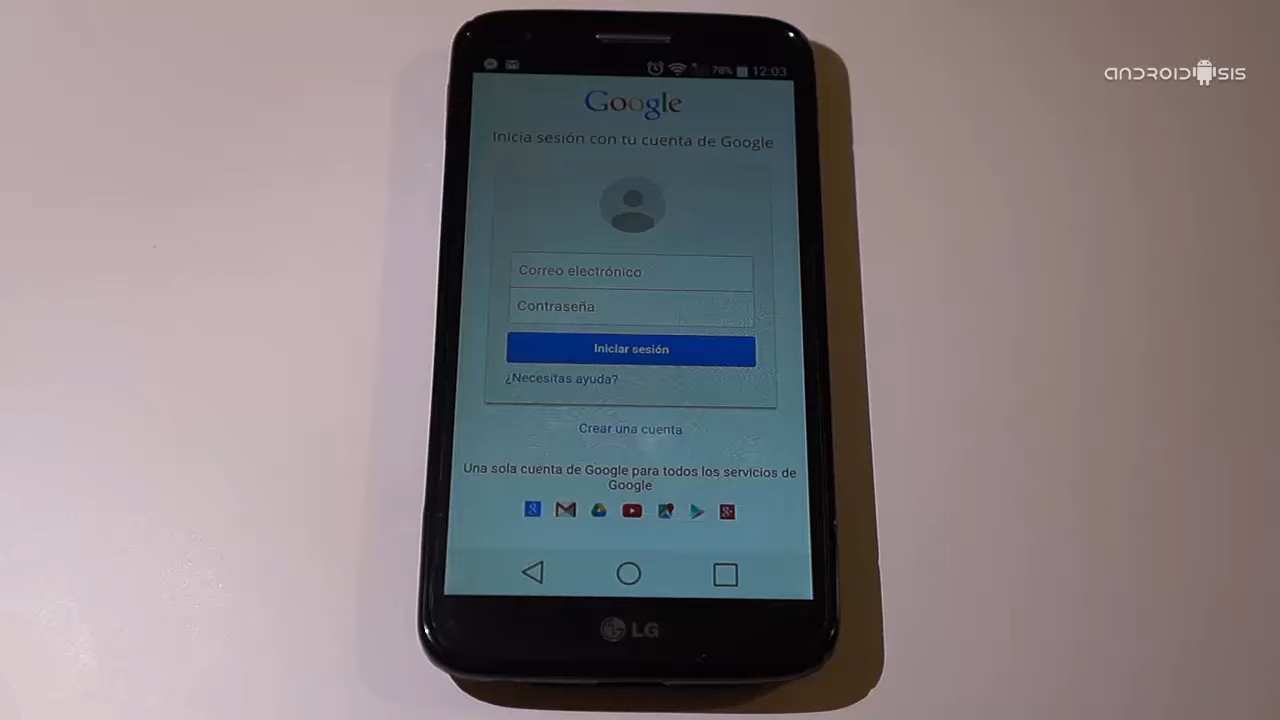 ANDROIDSIS
78% 12:03
Google
Inicia sesión con tu cuenta de Google
Correo electrónico
Contraseña
Iniciar sesión
¿Necesitas ayuda?
Crear una cuenta
Una sola cuenta de Google para todos los servicios de
Google
LG